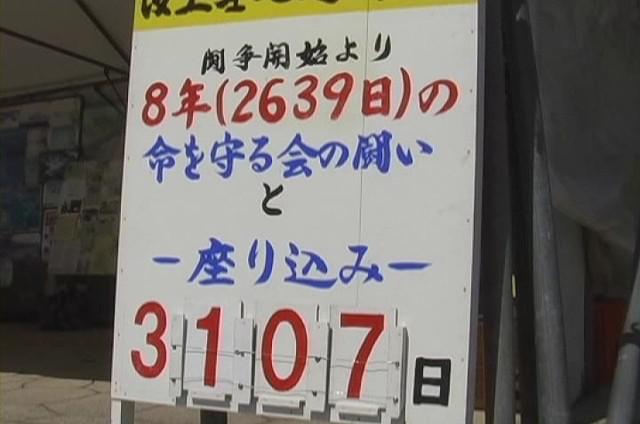 闘争開始より
8年(2639日)の
命を守る会の闘い
と
ー座り込みー
3107日